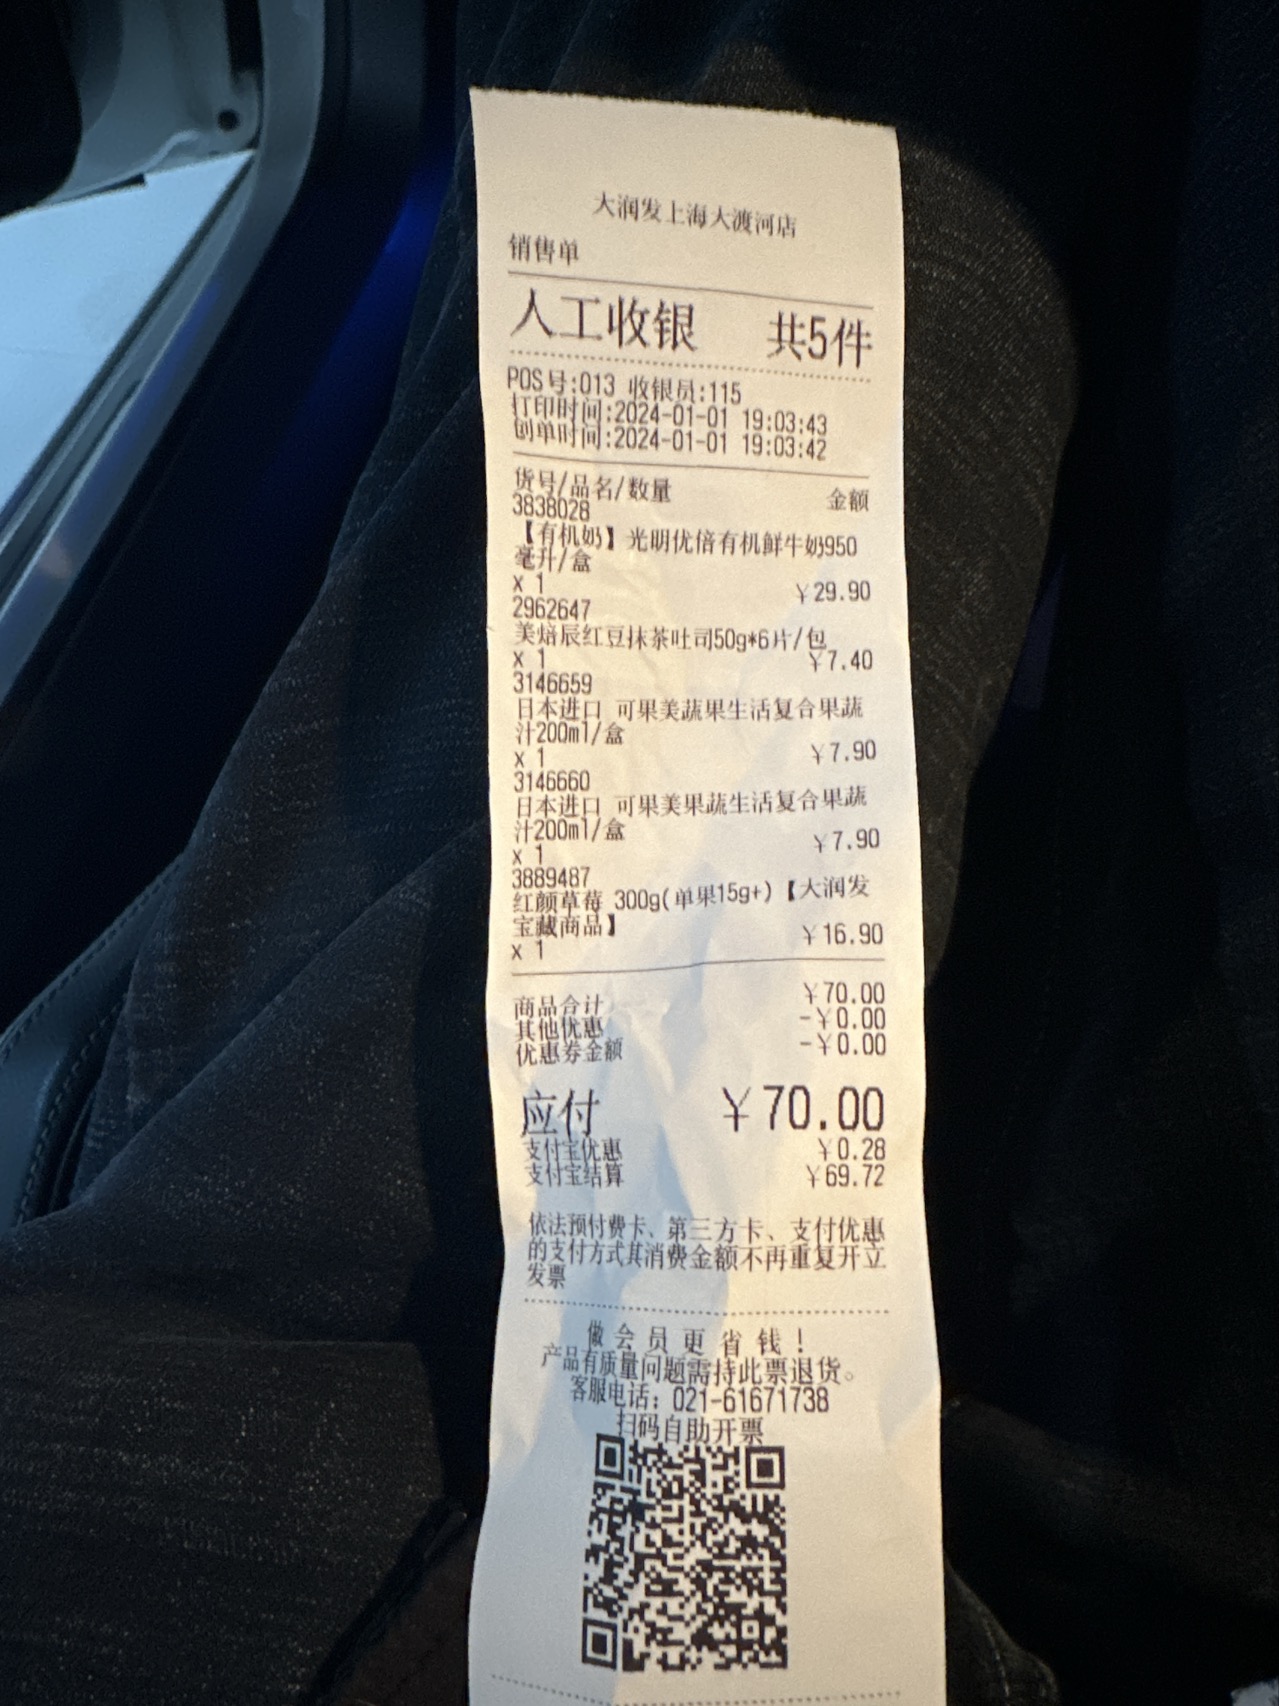 大润发上海大渡河店
销售单
人工收银 共5件
POS号:013 收银员:115
打印时间:2024-01-01 19:03:43
创单时间:2024-01-01 19:03:42
货号/品名/数量 金额
3838028
【有机奶】光明优倍有机鲜牛奶950
毫升/盒
x 1 ￥29.90
2962647
美焙辰红豆抹茶吐司50g*6片/包
x 1 ￥7.40
3146659
日本进口 可果美蔬果生活复合果蔬
汁200ml/盒
x 1 ￥7.90
3146660
日本进口 可果美果蔬生活复合果蔬
汁200ml/盒
x 1 ￥7.90
3889487
红颜草莓 300g(单果15g+)【大润发
宝藏商品】
x 1 ￥16.90
商品合计 ￥70.00
其他优惠 -￥0.00
优惠券金额 -￥0.00
应付 ￥70.00
支付宝优惠 ￥0.28
支付宝结算 ￥69.72
依法预付费卡、第三方卡、支付优惠
的支付方式其消费金额不再重复开立
发票
做会员更省钱！
产品有质量问题需持此票退货。
客服电话：021-61671738
扫码自助开票